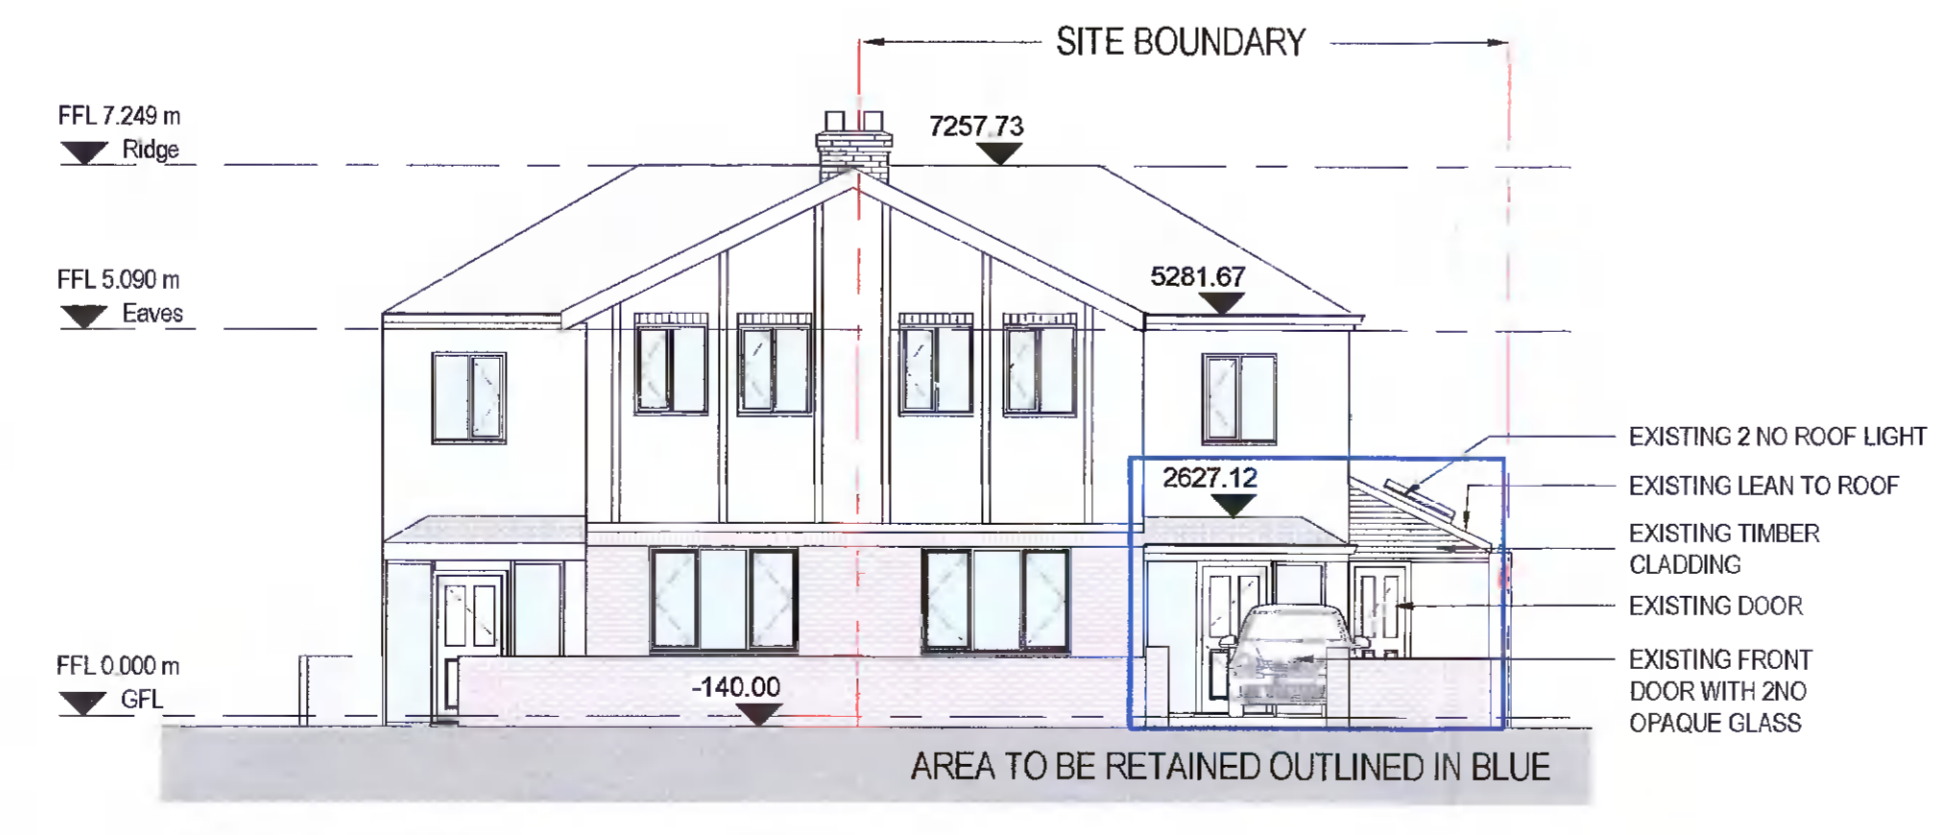 SITE BOUNDARY
FFL 7.249 m
Ridge
7257.73
FFL 5.090 m
Eaves
5281.67
EXISTING 2 NO ROOF LIGHT
2627.12
EXISTING LEAN TO ROOF
EXISTING TIMBER
CLADDING
EXISTING DOOR
FFL 0.000 m
GFL
-140.00
EXISTING FRONT
DOOR WITH 2NO
OPAQUE GLASS
AREA TO BE RETAINED OUTLINED IN BLUE